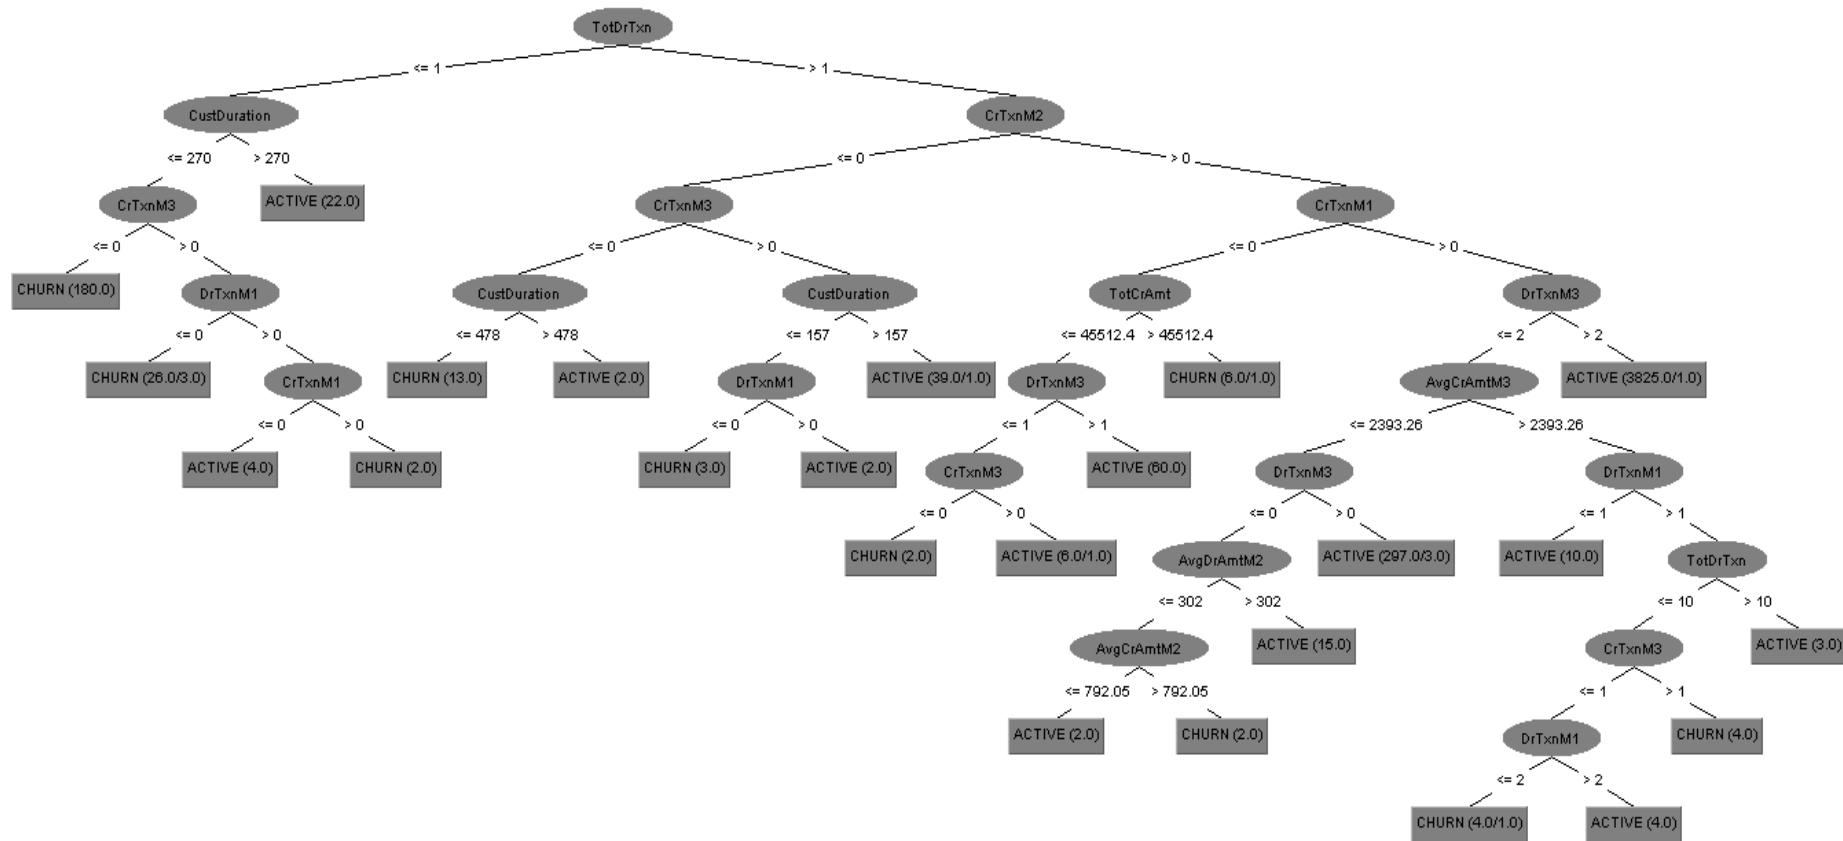 TotDrTxn
<= 1 > 1
CustDuration CrTxnM2
<= 270 > 270 <= 0 > 0
CrTxnM3 ACTIVE (22.0) CrTxnM3 CrTxnM1
<= 0 > 0 <= 0 > 0 <= 0 > 0
CHURN (180.0) DrTxnM1 CustDuration CustDuration TotCrAmt DrTxnM3
<= 0 > 0 <= 478 > 478 <= 157 > 157 <= 45512.4 > 45512.4 <= 2 > 2
CHURN (26.0/3.0) CrTxnM1 CHURN (13.0) ACTIVE (2.0) DrTxnM1 ACTIVE (39.0/1.0) DrTxnM3 CHURN (6.0/1.0) AvgCrAmtM3 ACTIVE (3825.0/1.0)
<= 0 > 0 <= 0 > 0 <= 1 > 1 <= 2393.26 > 2393.26
ACTIVE (4.0) CHURN (2.0) CHURN (3.0) ACTIVE (2.0) CrTxnM3 ACTIVE (60.0) DrTxnM3 DrTxnM1
<= 0 > 0 <= 0 > 0 <= 1 > 1
CHURN (2.0) ACTIVE (6.0/1.0) AvgDrAmtM2 ACTIVE (297.0/3.0) ACTIVE (10.0) TotDrTxn
<= 302 > 302 <= 10 > 10
AvgCrAmtM2 ACTIVE (15.0) CrTxnM3 ACTIVE (3.0)
<= 792.05 > 792.05 <= 1 > 1
ACTIVE (2.0) CHURN (2.0) DrTxnM1 CHURN (4.0)
<= 2 > 2
CHURN (4.0/1.0) ACTIVE (4.0)